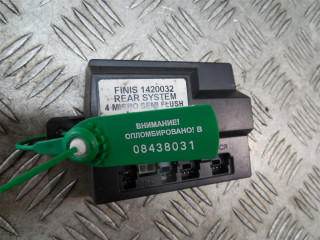 FINIS 1420032
REAR SYSTEM
4 MICRO SEMI FLUSH
ВНИМАНИЕ!
ОПЛОМБИРОВАНО! В
08438031